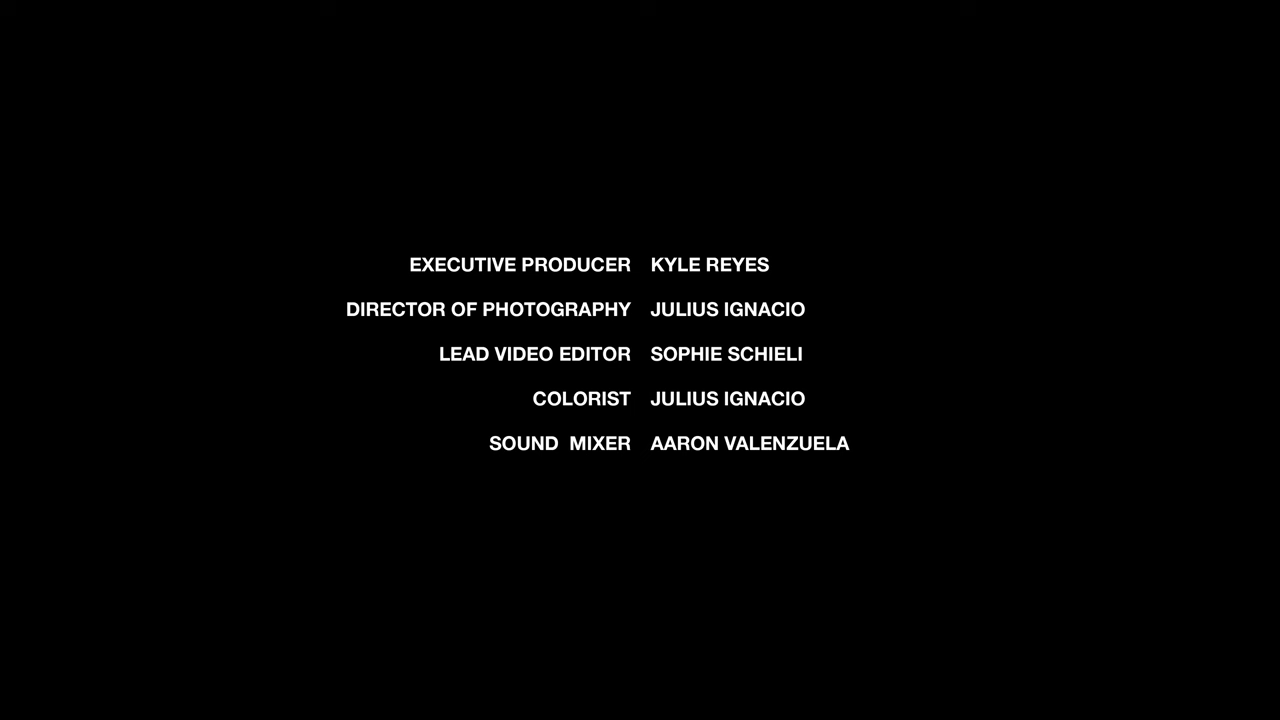 EXECUTIVE PRODUCER KYLE REYES
DIRECTOR OF PHOTOGRAPHY JULIUS IGNACIO
LEAD VIDEO EDITOR SOPHIE SCHIELI
COLORIST JULIUS IGNACIO
SOUND  MIXER AARON VALENZUELA